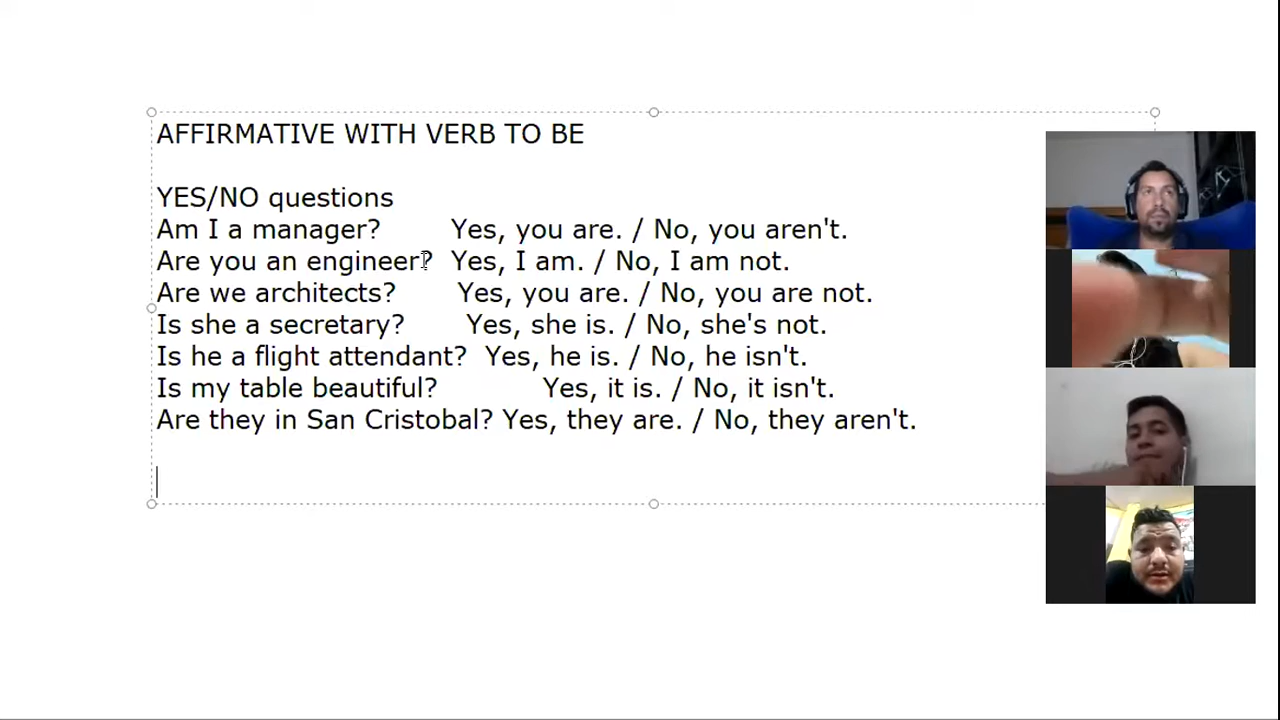 AFFIRMATIVE WITH VERB TO BE
YES/NO questions
Am I a manager? Yes, you are. / No, you aren't.
Are you an engineer? Yes, I am. / No, I am not.
Are we architects? Yes, you are. / No, you are not.
Is she a secretary? Yes, she is. / No, she's not.
Is he a flight attendant? Yes, he is. / No, he isn't.
Is my table beautiful? Yes, it is. / No, it isn't.
Are they in San Cristobal? Yes, they are. / No, they aren't.